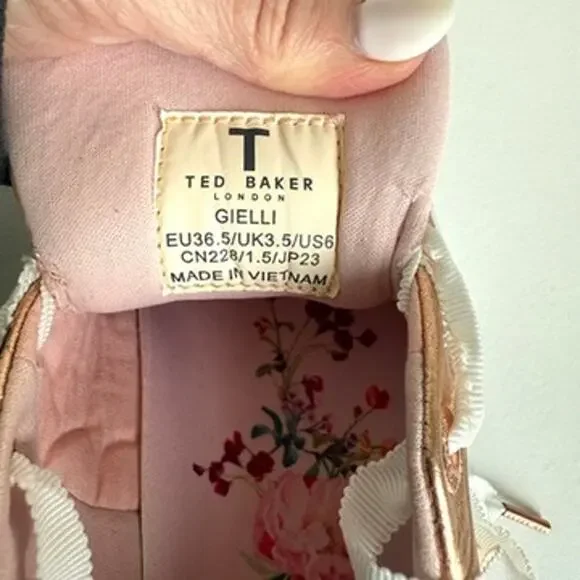 T
TED BAKER
LONDON
GIELLI
EU36.5/UK3.5/US6
CN228/1.5/JP23
MADE IN VIETNAM